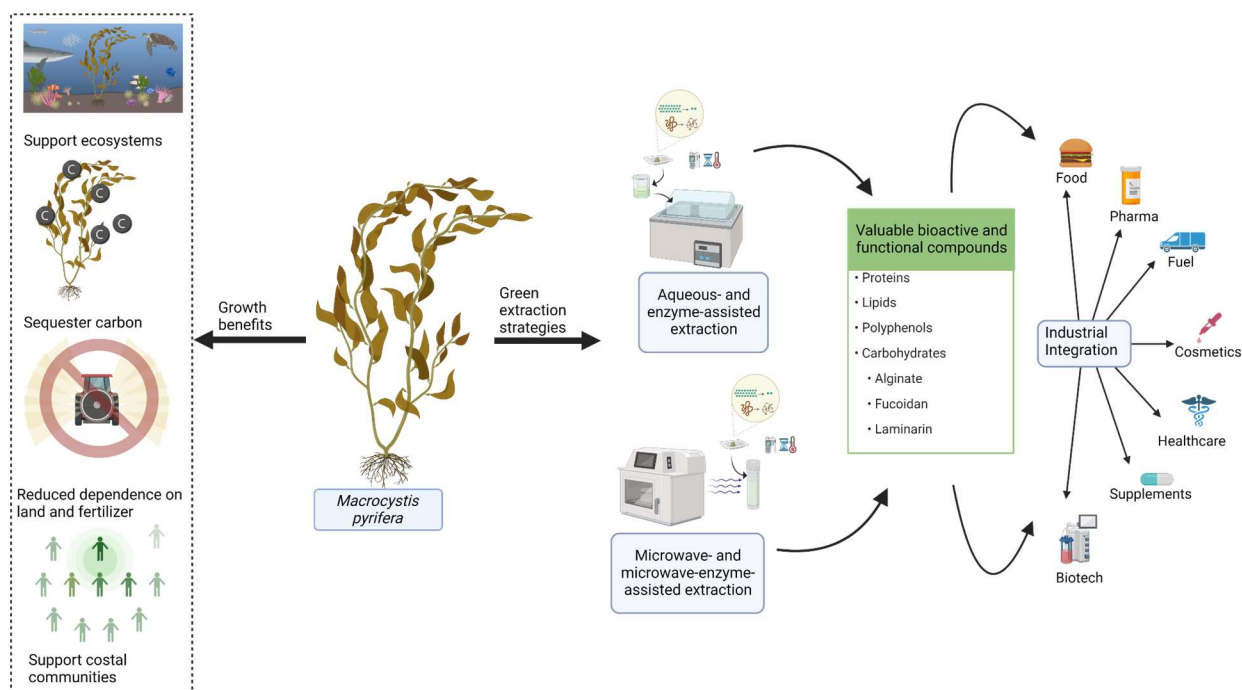 Support ecosystems
C
C
C
C
C
Sequester carbon
Reduced dependence on
land and fertilizer
Support costal
communities
Growth
benefits
Macrocystis
pyrifera
Green
extraction
strategies
Aqueous- and
enzyme-assisted
extraction
Microwave- and
microwave-enzyme-
assisted extraction
Valuable bioactive and
functional compounds
• Proteins
• Lipids
• Polyphenols
• Carbohydrates
• Alginate
• Fucoidan
• Laminarin
Industrial
Integration
Food
Pharma
Fuel
Cosmetics
Healthcare
Supplements
Biotech